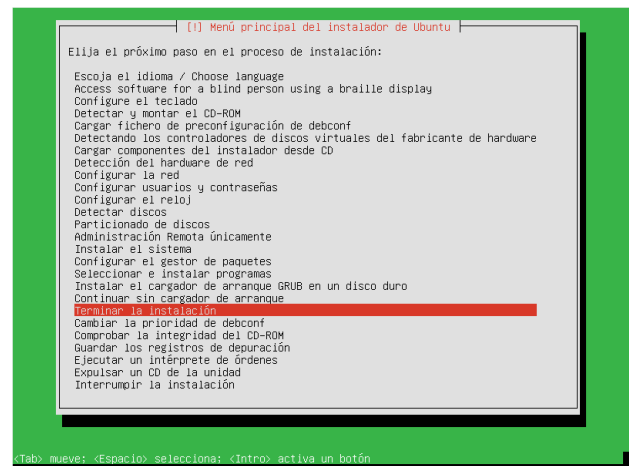 [!] Menú principal del instalador de Ubuntu
Elija el próximo paso en el proceso de instalación:
Escoja el idioma / Choose language
Access software for a blind person using a braille display
Configure el teclado
Detectar y montar el CD-ROM
Cargar fichero de preconfiguración de debconf
Detectando los controladores de discos virtuales del fabricante de hardware
Cargar componentes del instalador desde CD
Detección del hardware de red
Configurar la red
Configurar usuarios y contraseñas
Configurar el reloj
Detectar discos
Particionado de discos
Administración Remota únicamente
Instalar el sistema
Configurar el gestor de paquetes
Seleccionar e instalar programas
Instalar el cargador de arranque GRUB en un disco duro
Continuar sin cargador de arranque
Terminar la instalación
Cambiar la prioridad de debconf
Comprobar la integridad del CD-ROM
Guardar los registros de depuración
Ejecutar un intérprete de órdenes
Expulsar un CD de la unidad
Interrumpir la instalación
<Tab> mueve; <Espacio> selecciona; <Intro> activa un botón